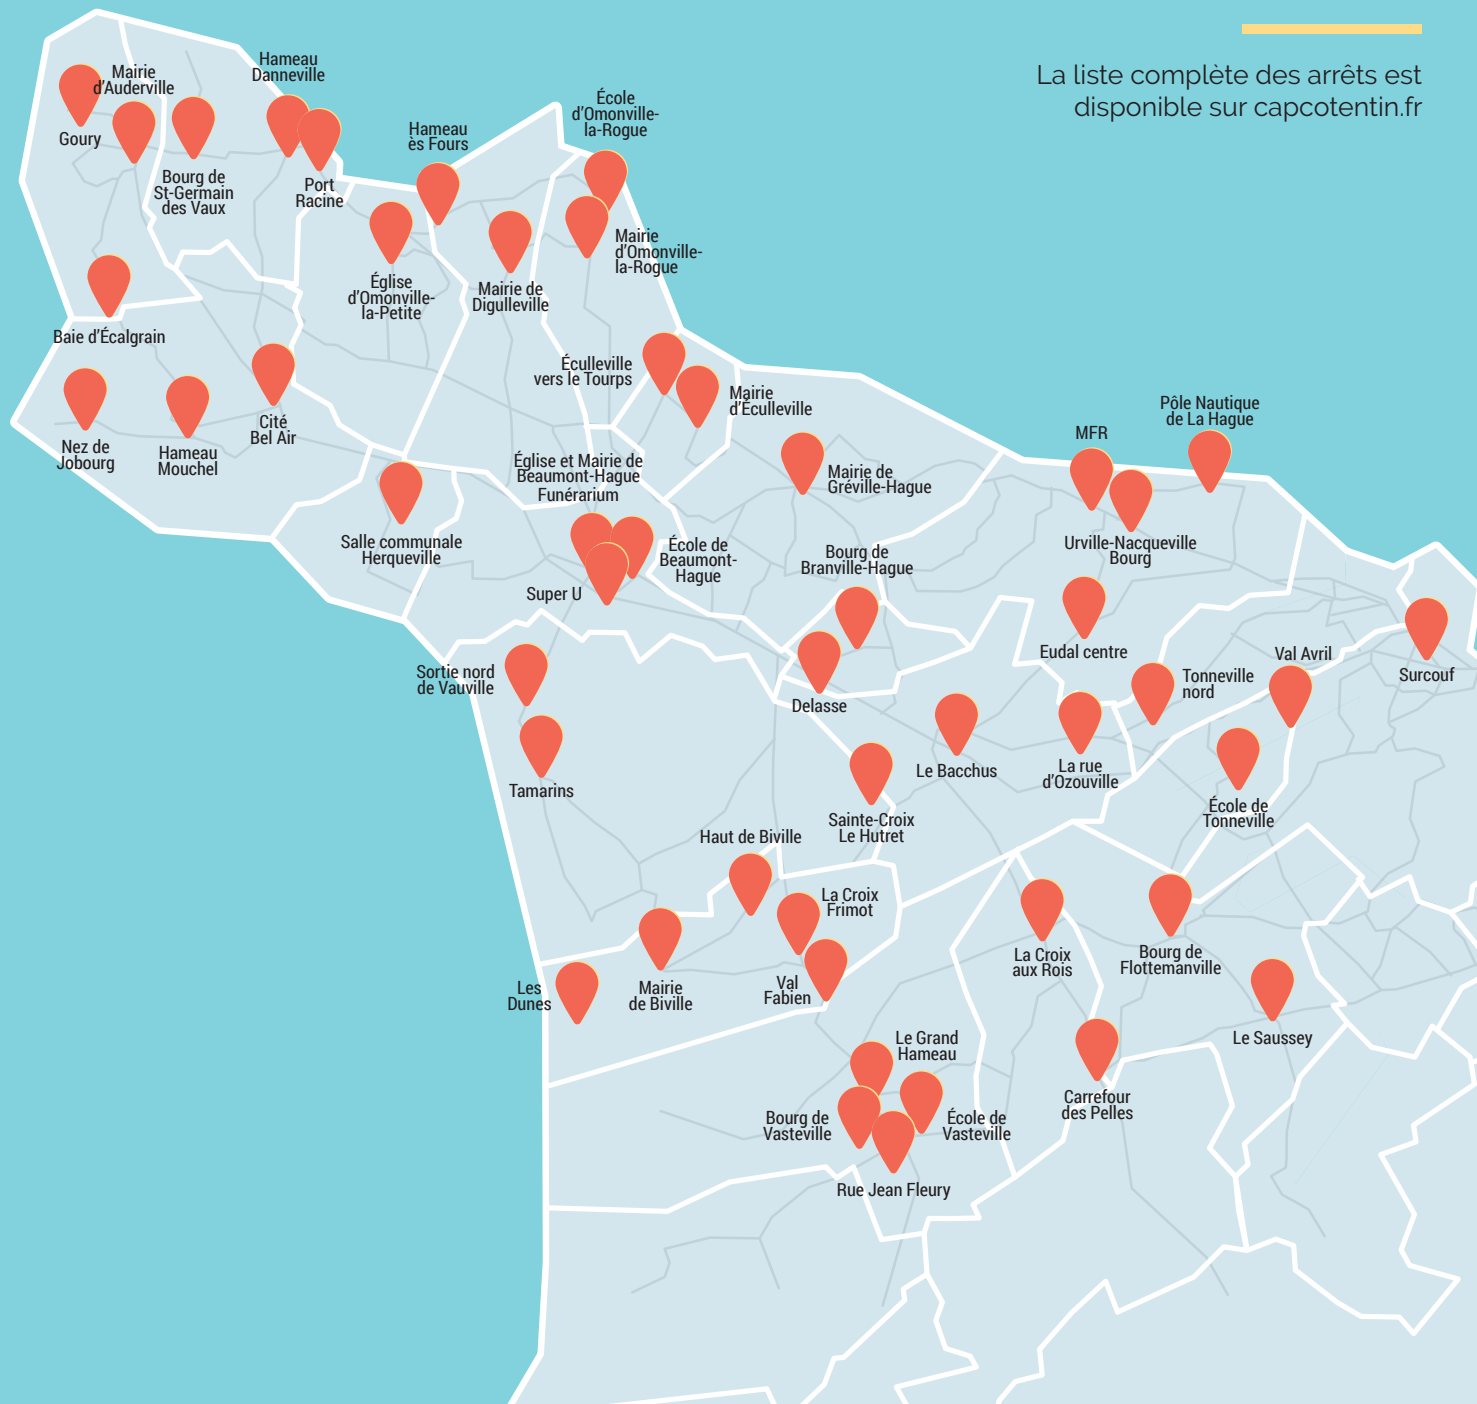 La liste complète des arrêts est
disponible sur capcotentin.fr
Hameau
Danneville
Mairie
d'Auderville
Goury
École
d'Omonville-
la-Rogue
Hameau
ès Fours
Bourg de
St-Germain
des Vaux
Port
Racine
Mairie
d'Omonville-
la-Rogue
Église
d'Omonville-
la-Petite
Mairie de
Digulleville
Baie d'Écalgrain
Éculleville
vers le Tourps
Mairie
d'Éculleville
Pôle Nautique
de La Hague
MFR
Cité
Bel Air
Nez de
Jobourg
Hameau
Mouchel
Église et Mairie de
Beaumont-Hague
Funérarium
Mairie de
Gréville-Hague
Salle communale
Herqueville
École de
Beaumont-
Hague
Bourg de
Branville-Hague
Urville-Nacqueville
Bourg
Super U
Eudal centre
Val Avril
Surcouf
Sortie nord
de Vauville
Tonneville
nord
Delasse
Le Bacchus
La rue
d'Ozouville
Tamarins
École de
Tonneville
Sainte-Croix
Le Hutret
Haut de Biville
La Croix
Frimot
La Croix
aux Rois
Bourg de
Flottemanville
Les
Dunes
Mairie
de Biville
Val
Fabien
Le Saussey
Le Grand
Hameau
Carrefour
des Pelles
Bourg de
Vasteville
École de
Vasteville
Rue Jean Fleury